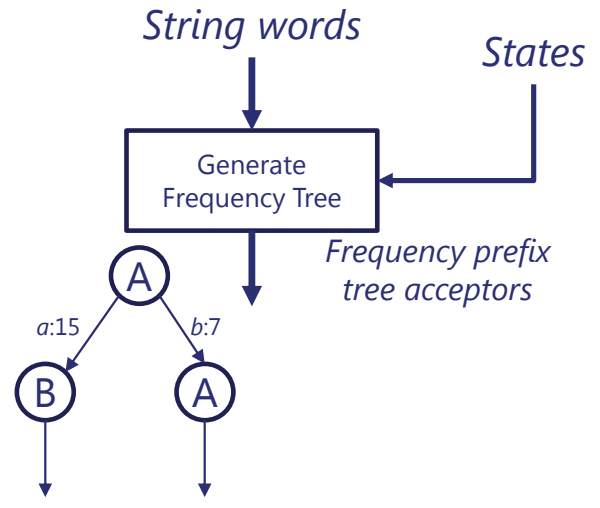 String words
States
Generate
Frequency Tree
Frequency prefix
tree acceptors
A
a:15
b:7
B
A